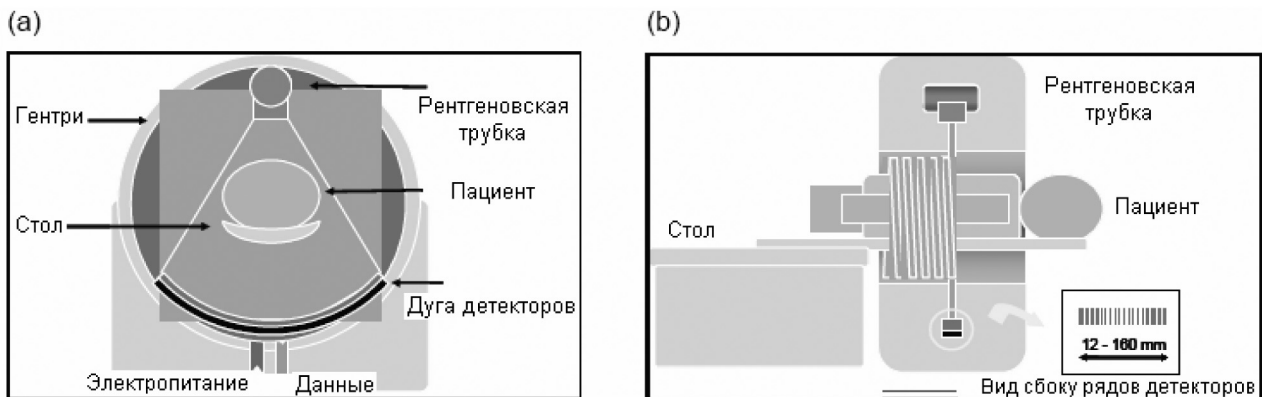 (a)
Гентри
Рентгеновская
трубка
Пациент
Стол
Дуга детекторов
Электропитание
Данные
(b)
Рентгеновская
трубка
Пациент
Стол
12 - 160 mm
Вид сбоку рядов детекторов